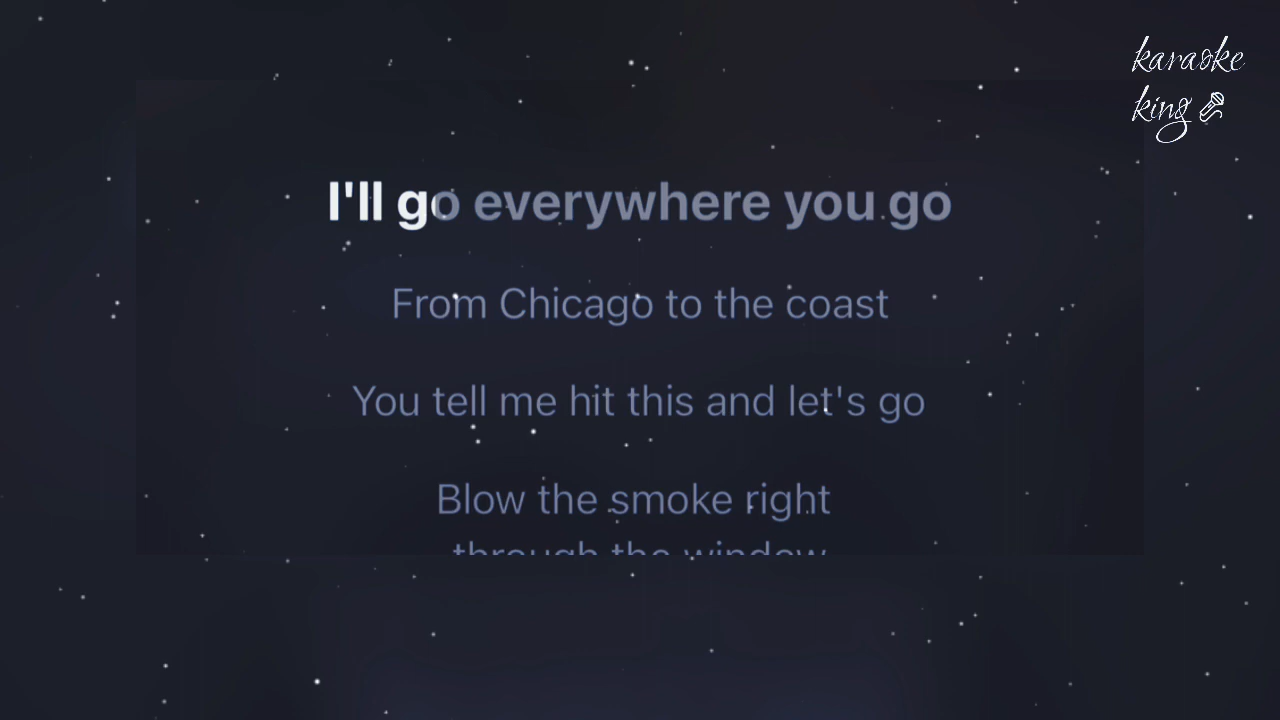 karaoke
king
I'll go everywhere you go
From Chicago to the coast
You tell me hit this and let's go
Blow the smoke right
through the window